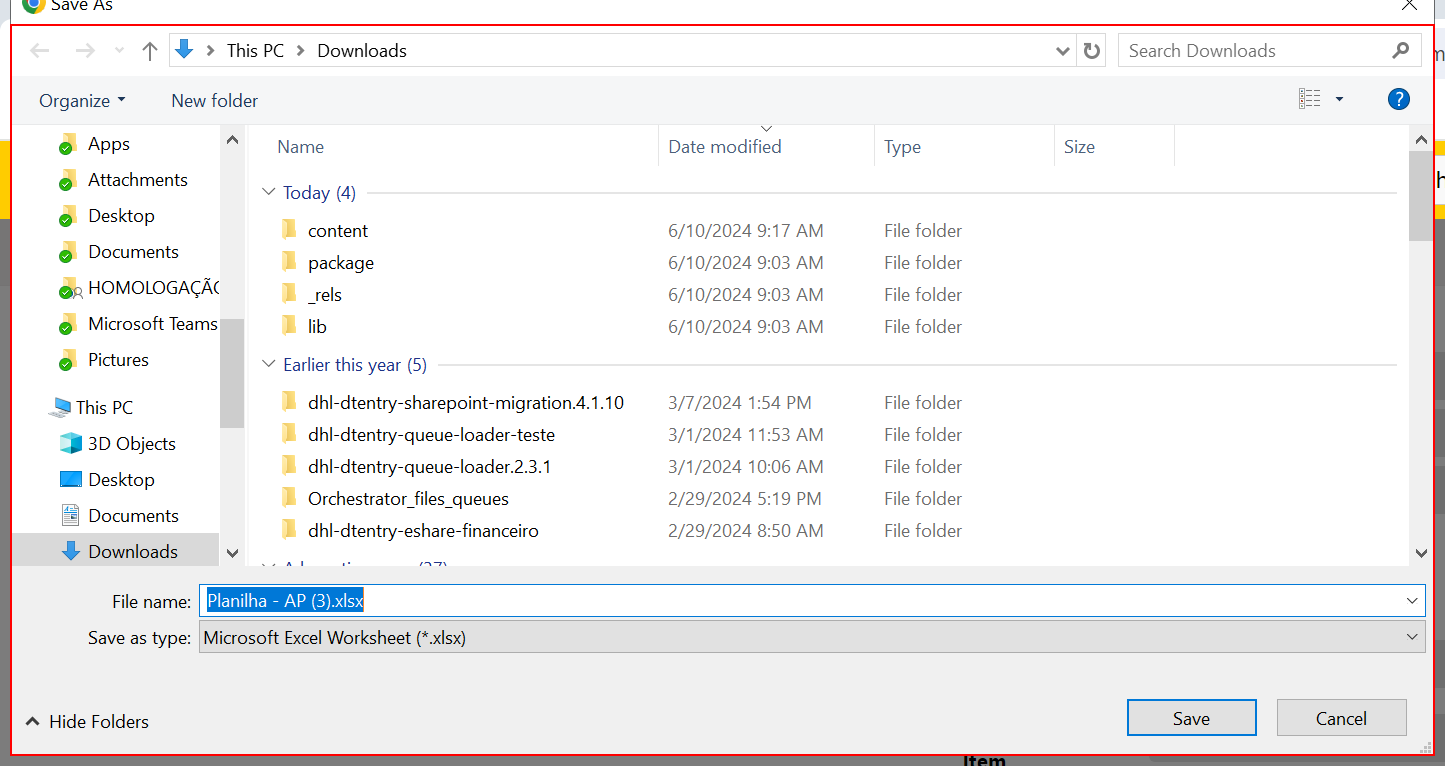 Save As
This PC > Downloads
Search Downloads
Organize
New folder
?
Apps
Attachments
Desktop
Documents
HOMOLOGAÇÃO
Microsoft Teams
Pictures
This PC
3D Objects
Desktop
Documents
Downloads
Name Date modified Type Size
Today (4)
content 6/10/2024 9:17 AM File folder
package 6/10/2024 9:03 AM File folder
_rels 6/10/2024 9:03 AM File folder
lib 6/10/2024 9:03 AM File folder
Earlier this year (5)
dhl-dtentry-sharepoint-migration.4.1.10 3/7/2024 1:54 PM File folder
dhl-dtentry-queue-loader-teste 3/1/2024 11:53 AM File folder
dhl-dtentry-queue-loader.2.3.1 3/1/2024 10:06 AM File folder
Orchestrator_files_queues 2/29/2024 5:19 PM File folder
dhl-dtentry-eshare-financeiro 2/29/2024 8:50 AM File folder
File name: Planilha - AP (3).xlsx
Save as type: Microsoft Excel Worksheet (*.xlsx)
Hide Folders
Save
Cancel
Item